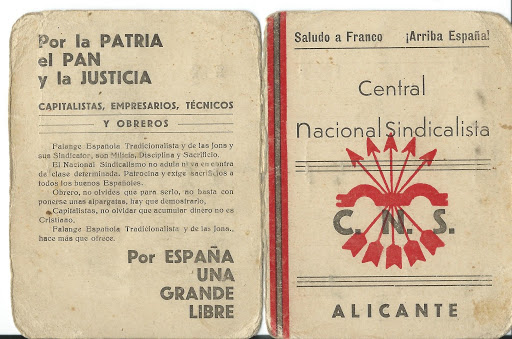 Por la PATRIA
el PAN
y la JUSTICIA
CAPITALISTAS, EMPRESARIOS, TÉCNICOS
Y OBREROS
Falange Española Tradicionalista y de las Jons y
sus Sindicatos, son Milicia, Disciplina y Sacrificio.
El Nacional Sindicalismo no adula ni va en contra
de clase determinada. Patrocina y exige sacrificios a
todos los buenos Españoles.
Obrero, no olvides que para serlo, no basta con
ponerse unas alpargatas, hay que demostrarlo.
Capitalistas, no olvidar que acumular dinero no es
Cristiano.
Falange Española Tradicionalista y de las Jons.,
hace más que ofrece.
Por ESPAÑA
UNA
GRANDE
LIBRE
Saludo a Franco ¡Arriba España!
Central
Nacional Sindicalista
C. N. S.
ALICANTE